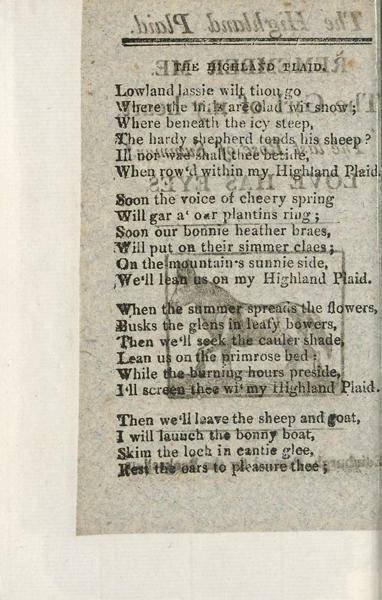 THE HIGHLAND PLAID.
Lowland lassie wilt thou go
Where the hills are clad wi' snow;
Where beneath the icy steep,
The hardy shepherd tends his sheep?
Ill nor wae shall thee betide,
When row'd within my Highland Plaid.
Soon the voice of cheery spring
Will gar a' our plantins ring;
Soon our bonnie heather braes,
Will put on their simmer claes;
On the mountain's sunnie side,
We'll lean us on my Highland Plaid.
When the summer spreads the flowers,
Busks the glens in leafy bowers,
Then we'll seek the cauler shade,
Lean us on the primrose bed:
While the burning hours preside,
I'll screen thee wi' my Highland Plaid.
Then we'll leave the sheep and goat,
I will launch the bonny boat,
Skim the loch in cantie glee,
Rest the oars to pleasure thee;